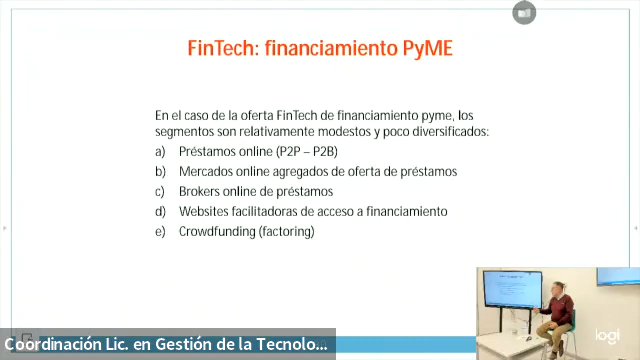 FinTech: financiamiento PyME
En el caso de la oferta FinTech de financiamiento pyme, los
segmentos son relativamente modestos y poco diversificados:
a) Préstamos online (P2P – P2B)
b) Mercados online agregados de oferta de préstamos
c) Brokers online de préstamos
d) Websites facilitadoras de acceso a financiamiento
e) Crowdfunding (factoring)
logi
Coordinación Lic. en Gestión de la Tecnolo...